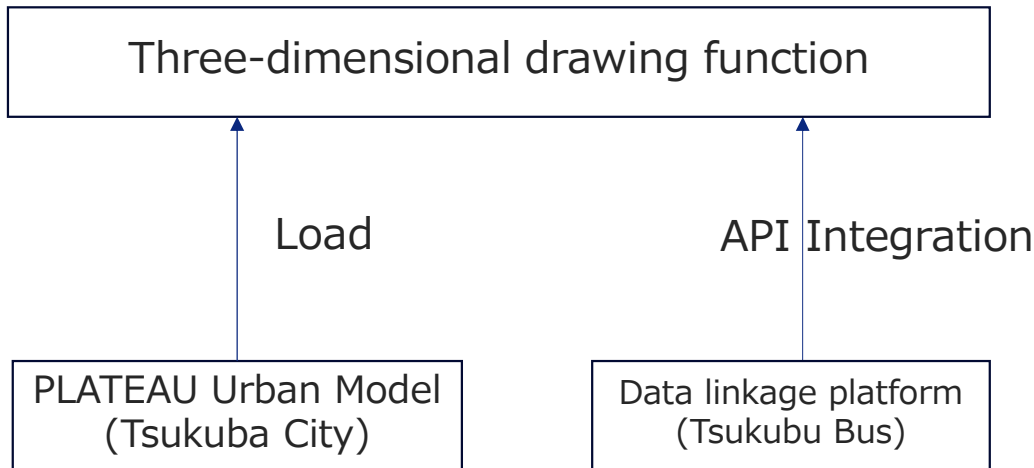 Three-dimensional drawing function
Load
API Integration
PLATEAU Urban Model
(Tsukuba City)
Data linkage platform
(Tsukubu Bus)